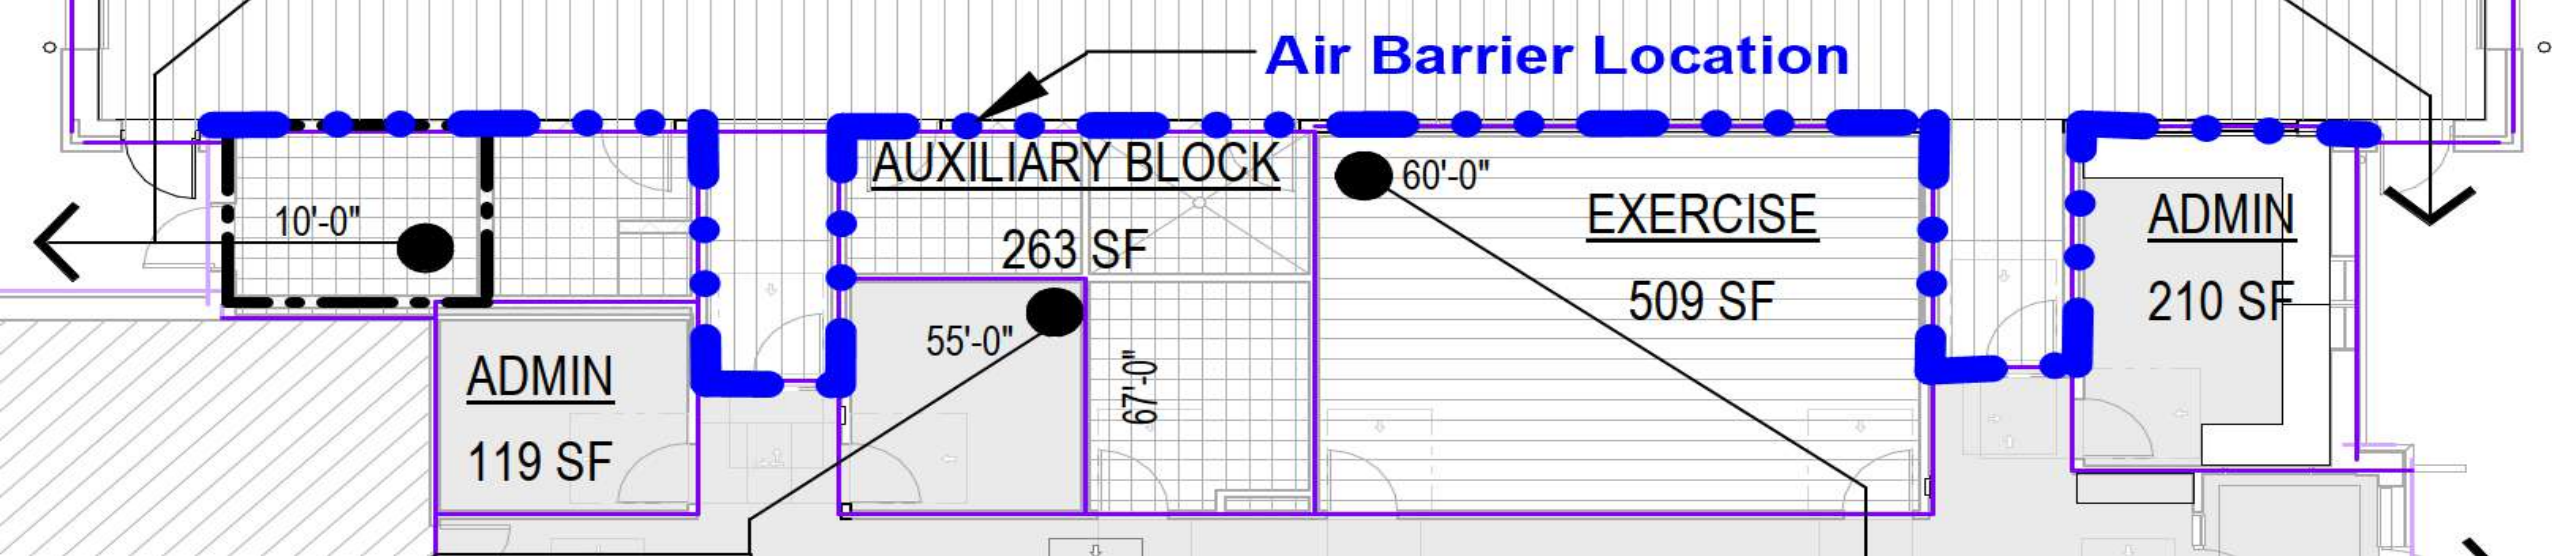 Air Barrier Location
AUXILIARY BLOCK
263 SF
60'-0"
EXERCISE
509 SF
ADMIN
210 SF
10'-0"
55'-0"
67'-0"
ADMIN
119 SF